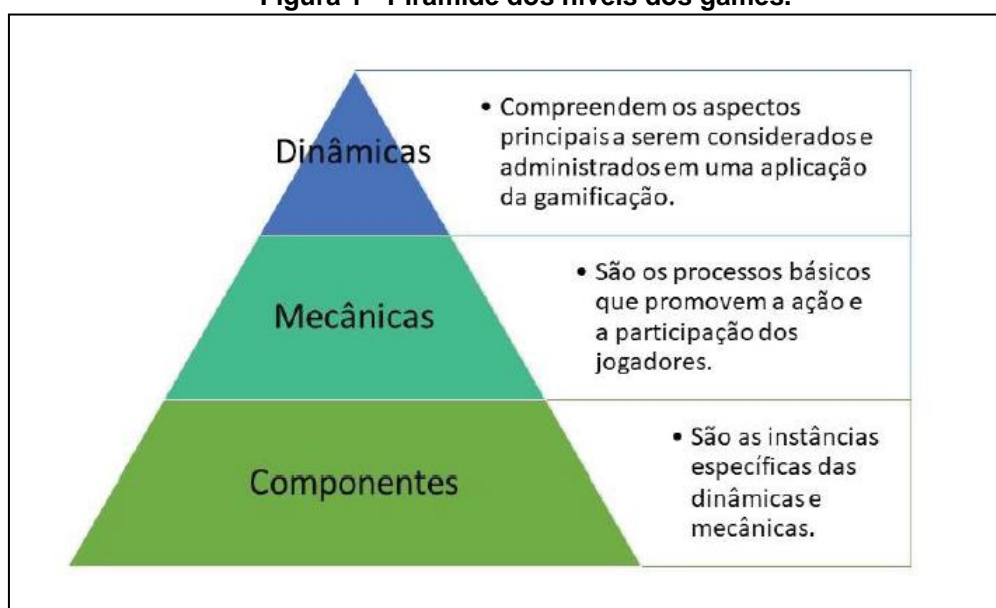 Figura 1 - Pirâmide dos níveis dos games.
Dinâmicas
• Compreendem os aspectos
principais a serem considerados e
administrados em uma aplicação
da gamificação.
Mecânicas
• São os processos básicos
que promovem a ação e
a participação dos
jogadores.
Componentes
• São as instâncias
específicas das
dinâmicas e
mecânicas.